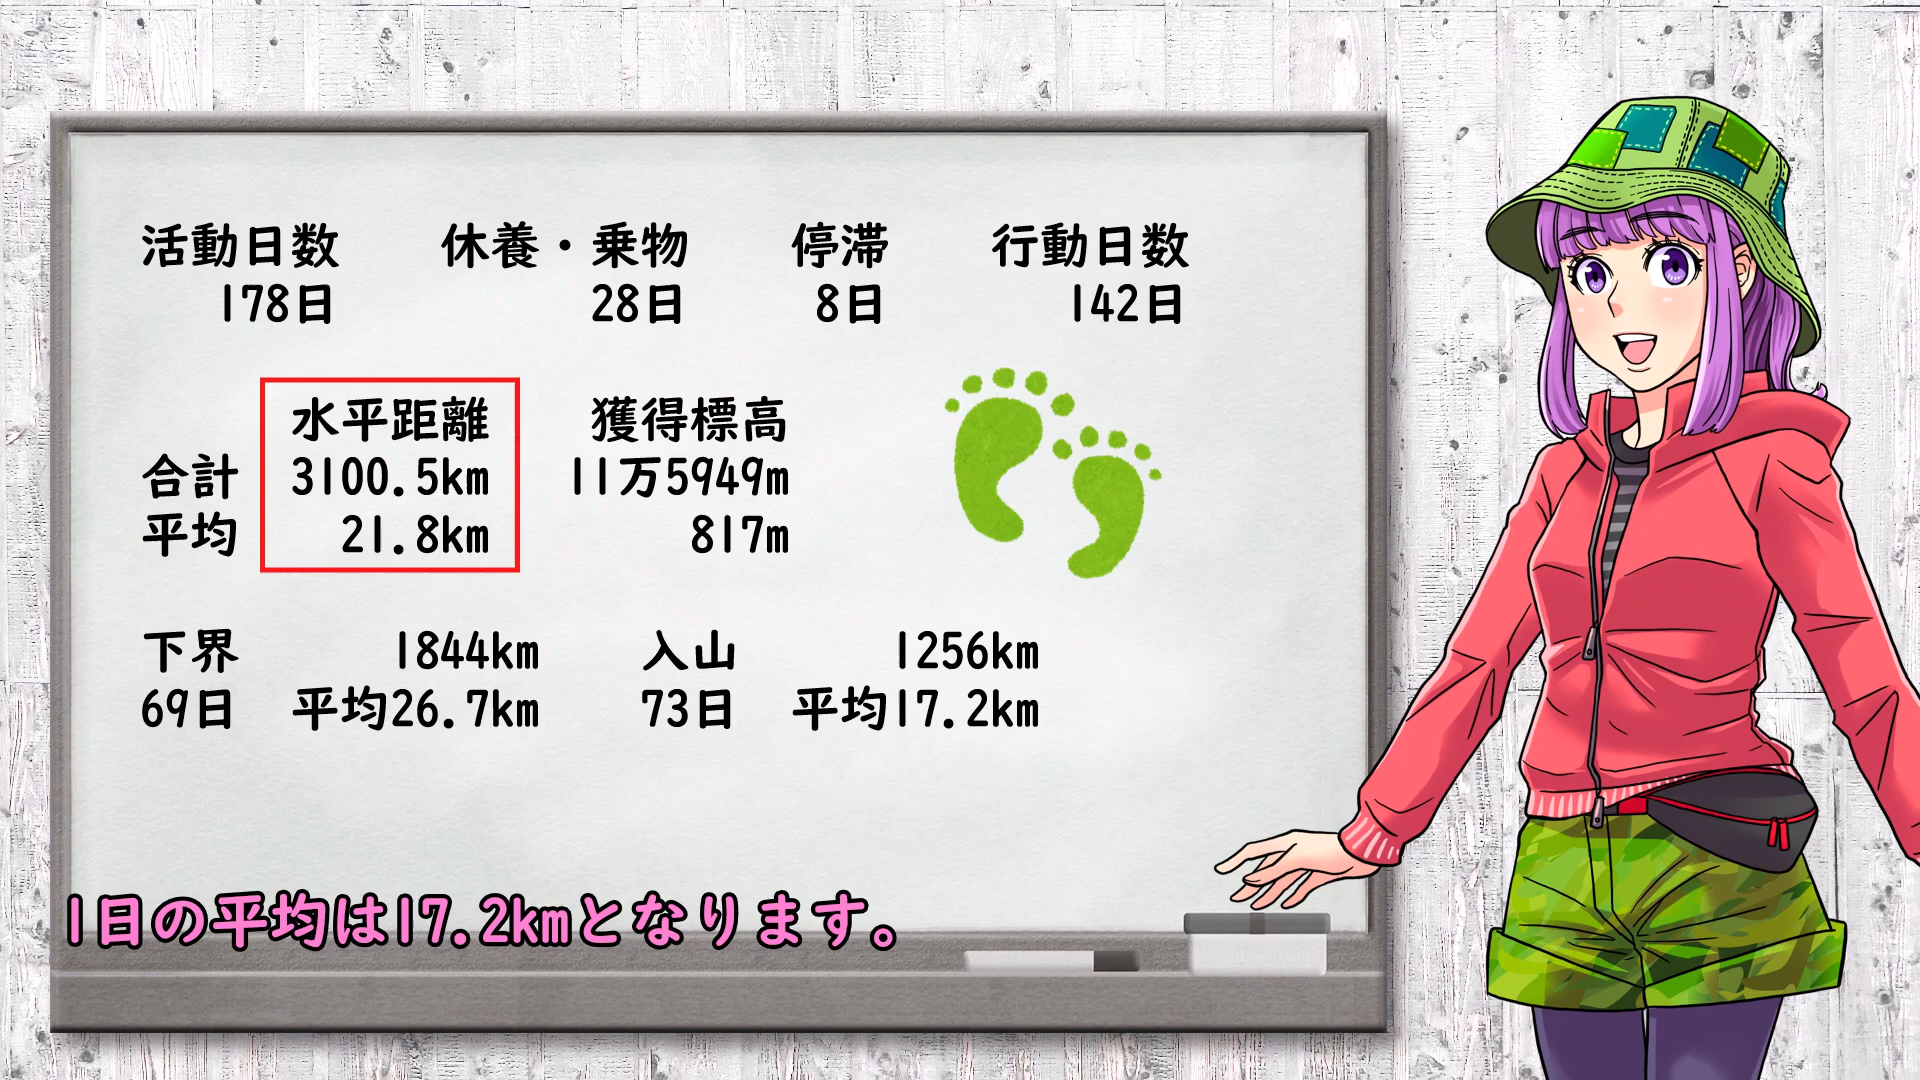 活動日数 休養・乗物 停滞 行動日数
178日 28日 8日 142日
水平距離 獲得標高
合計 3100.5km 11万5949m
平均 21.8km 817m
下界 1844km 入山 1256km
69日 平均26.7km 73日 平均17.2km
1日の平均は17.2kmとなります。